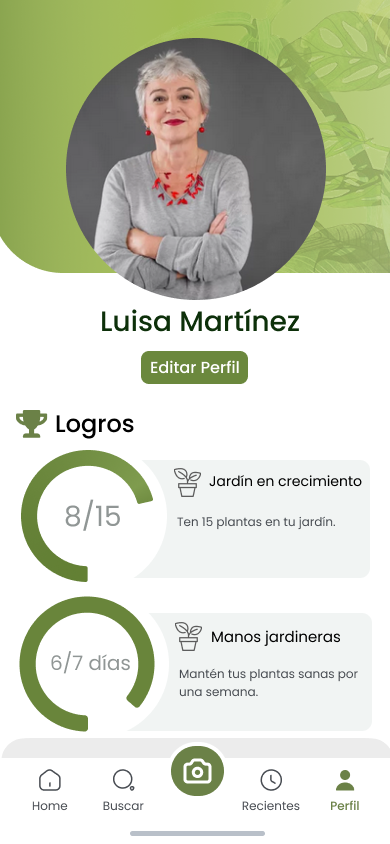 Luisa Martínez
Editar Perfil
Logros
8/15
Jardín en crecimiento
Ten 15 plantas en tu jardín.
6/7 días
Manos jardineras
Mantén tus plantas sanas por
una semana.
Home
Buscar
Recientes
Perfil